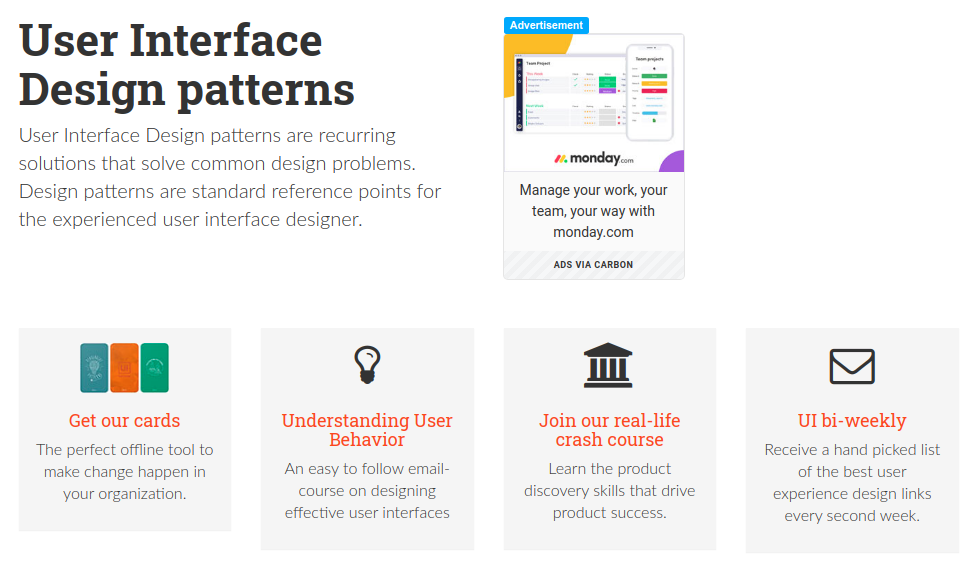 User Interface
Design patterns
User Interface Design patterns are recurring
solutions that solve common design problems.
Design patterns are standard reference points for
the experienced user interface designer.
Advertisement
Team Project
Team projects
monday.com
Manage your work, your
team, your way with
monday.com
ADS VIA CARBON
Get our cards
The perfect offline tool to
make change happen in
your organization.
Understanding User
Behavior
An easy to follow email-
course on designing
effective user interfaces
Join our real-life
crash course
Learn the product
discovery skills that drive
product success.
UI bi-weekly
Receive a hand picked list
of the best user
experience design links
every second week.